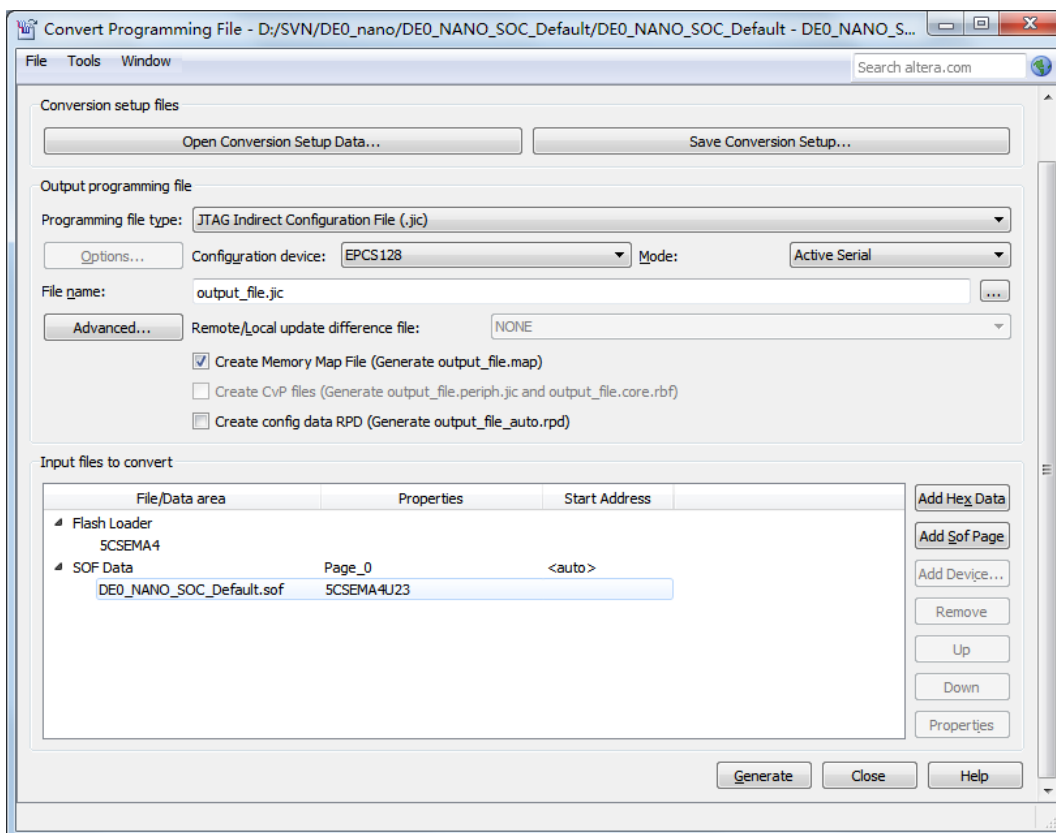 Convert Programming File - D:/SVN/DE0_nano/DE0_NANO_SOC_Default/DE0_NANO_SOC_Default - DE0_NANO_S...
File Tools Window Search altera.com
Conversion setup files
Open Conversion Setup Data... Save Conversion Setup...
Output programming file
Programming file type: JTAG Indirect Configuration File (.jic)
Options... Configuration device: EPCS128 Mode: Active Serial
File name: output_file.jic ...
Advanced... Remote/Local update difference file: NONE
Create Memory Map File (Generate output_file.map)
Create CvP files (Generate output_file.periph.jic and output_file.core.rbf)
Create config data RPD (Generate output_file_auto.rpd)
Input files to convert
File/Data area Properties Start Address Add Hex Data
Flash Loader
5CSEMA4 Add Sof Page
SOF Data Page_0 <auto> Add Device...
DE0_NANO_SOC_Default.sof 5CSEMA4U23
Remove
Up
Down
Properties
Generate Close Help